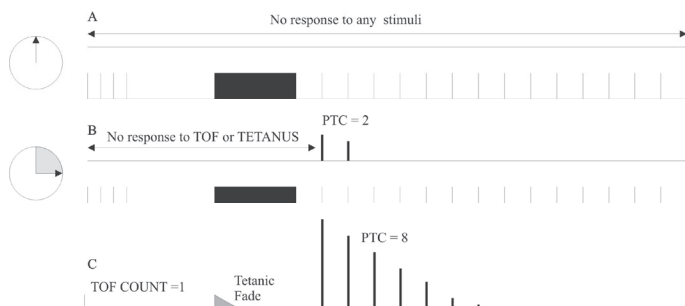 A
No response to any stimuli
B
PTC = 2
No response to TOF or TETANUS
PTC = 8
C
TOF COUNT =1
Tetanic
Fade